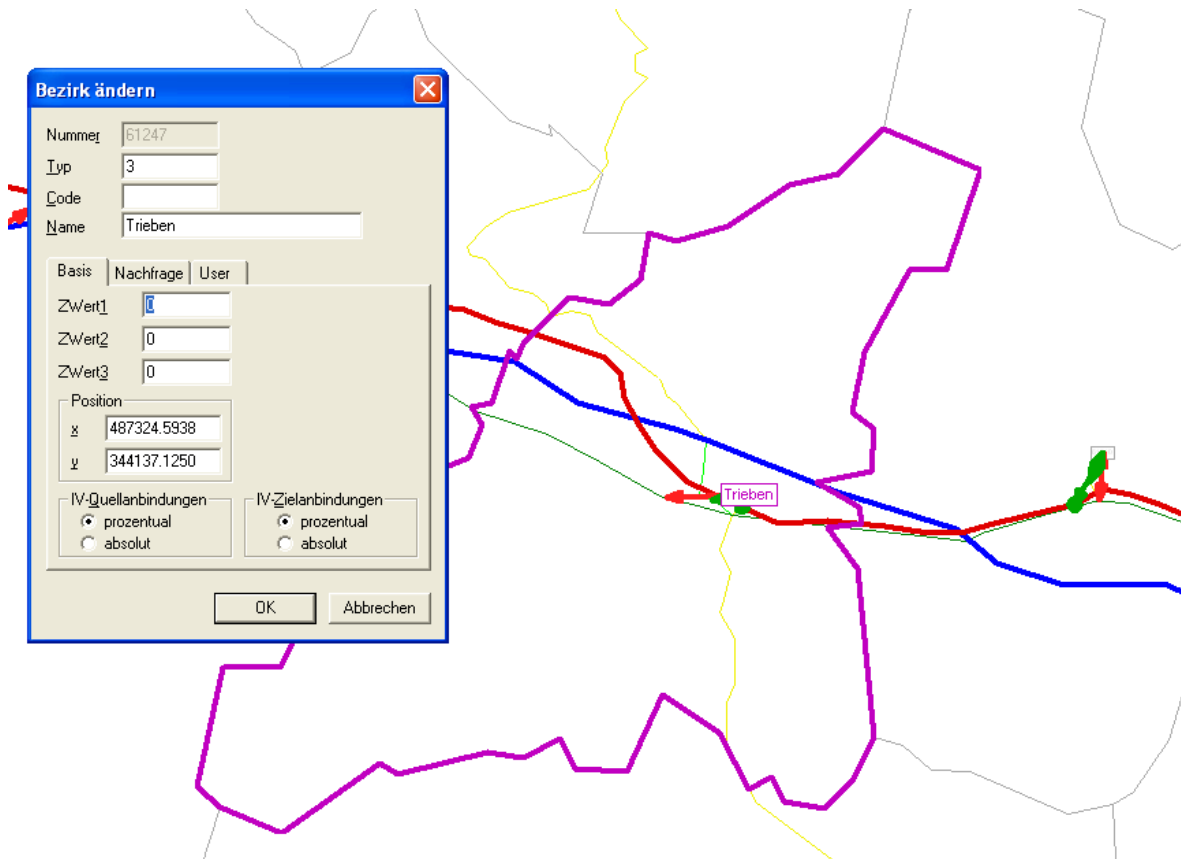 Bezirk ändern
Nummer 61247
Typ 3
Code
Name Trieben
Basis Nachfrage User
ZWert1 0
ZWert2 0
ZWert3 0
Position
x 487324.5938
y 344137.1250
IV-Quellanbindungen IV-Zielanbindungen
prozentual prozentual
absolut absolut
OK Abbrechen
Trieben